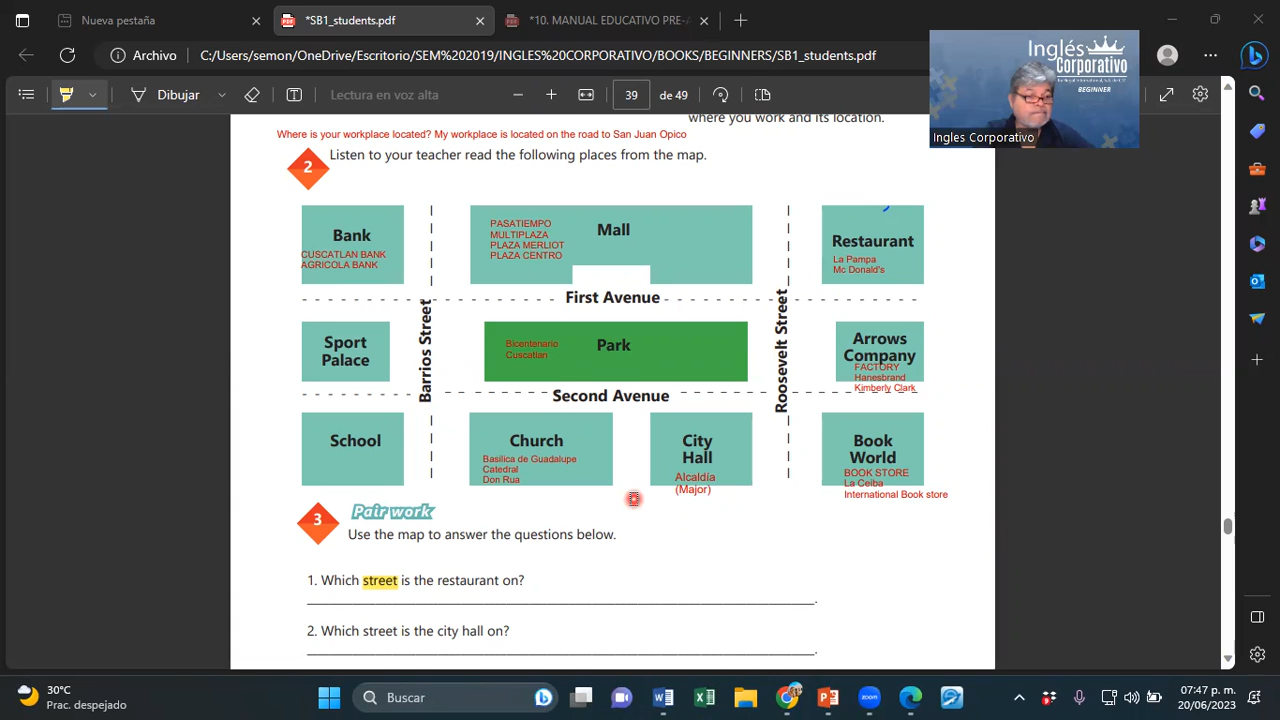 Nueva pestaña
*SB1_students.pdf
*10. MANUAL EDUCATIVO PRE-A
Archivo
C:/Users/semon/OneDrive/Escritorio/SEM%202019/INGLES%20CORPORATIVO/BOOKS/BEGINNERS/SB1_students.pdf
Dibujar
Lectura en voz alta
39
de 49
Inglés
Corporativo
BEGINNER
Ingles Corporativo
where you work and its location.
Where is your workplace located? My workplace is located on the road to San Juan Opico
2
Listen to your teacher read the following places from the map.
Bank
CUSCATLAN BANK
AGRICOLA BANK
PASATIEMPO
MULTIPLAZA
PLAZA MERLIOT
PLAZA CENTRO
Mall
Restaurant
La Pampa
Mc Donald's
First Avenue
Barrios Street
Roosevelt Street
Sport
Palace
Bicentenario
Cuscatlan
Park
Arrows
Company
FACTORY
Hanesbrand
Kimberly Clark
Second Avenue
School
Church
Basilica de Guadalupe
Catedral
Don Rua
City
Hall
Alcaldía
(Major)
Book
World
BOOK STORE
La Ceiba
International Book store
3
Pair work
Use the map to answer the questions below.
1. Which street is the restaurant on?
2. Which street is the city hall on?
30°C
Prac. despejado
Buscar
07:47 p. m.
20/06/2023